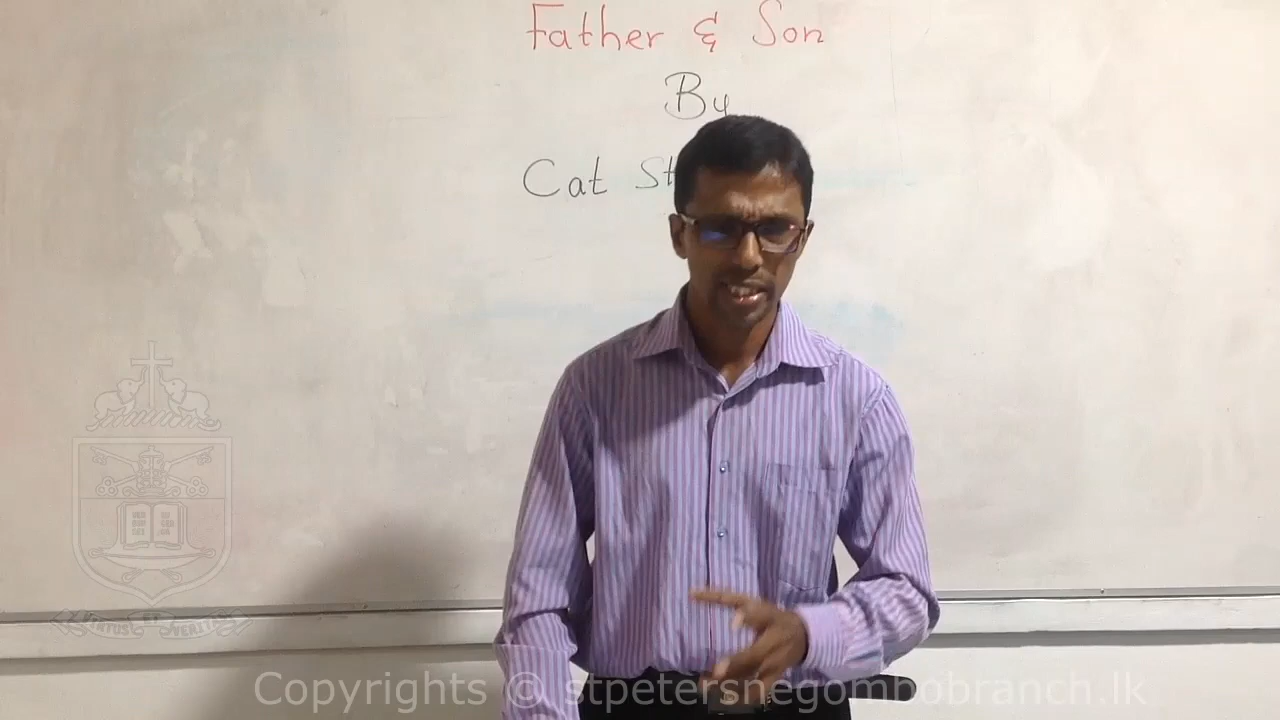 Father & Son
By
Cat St
VIRTUS ET VERITAS
Copyrights © stpetersnegombobranch.lk